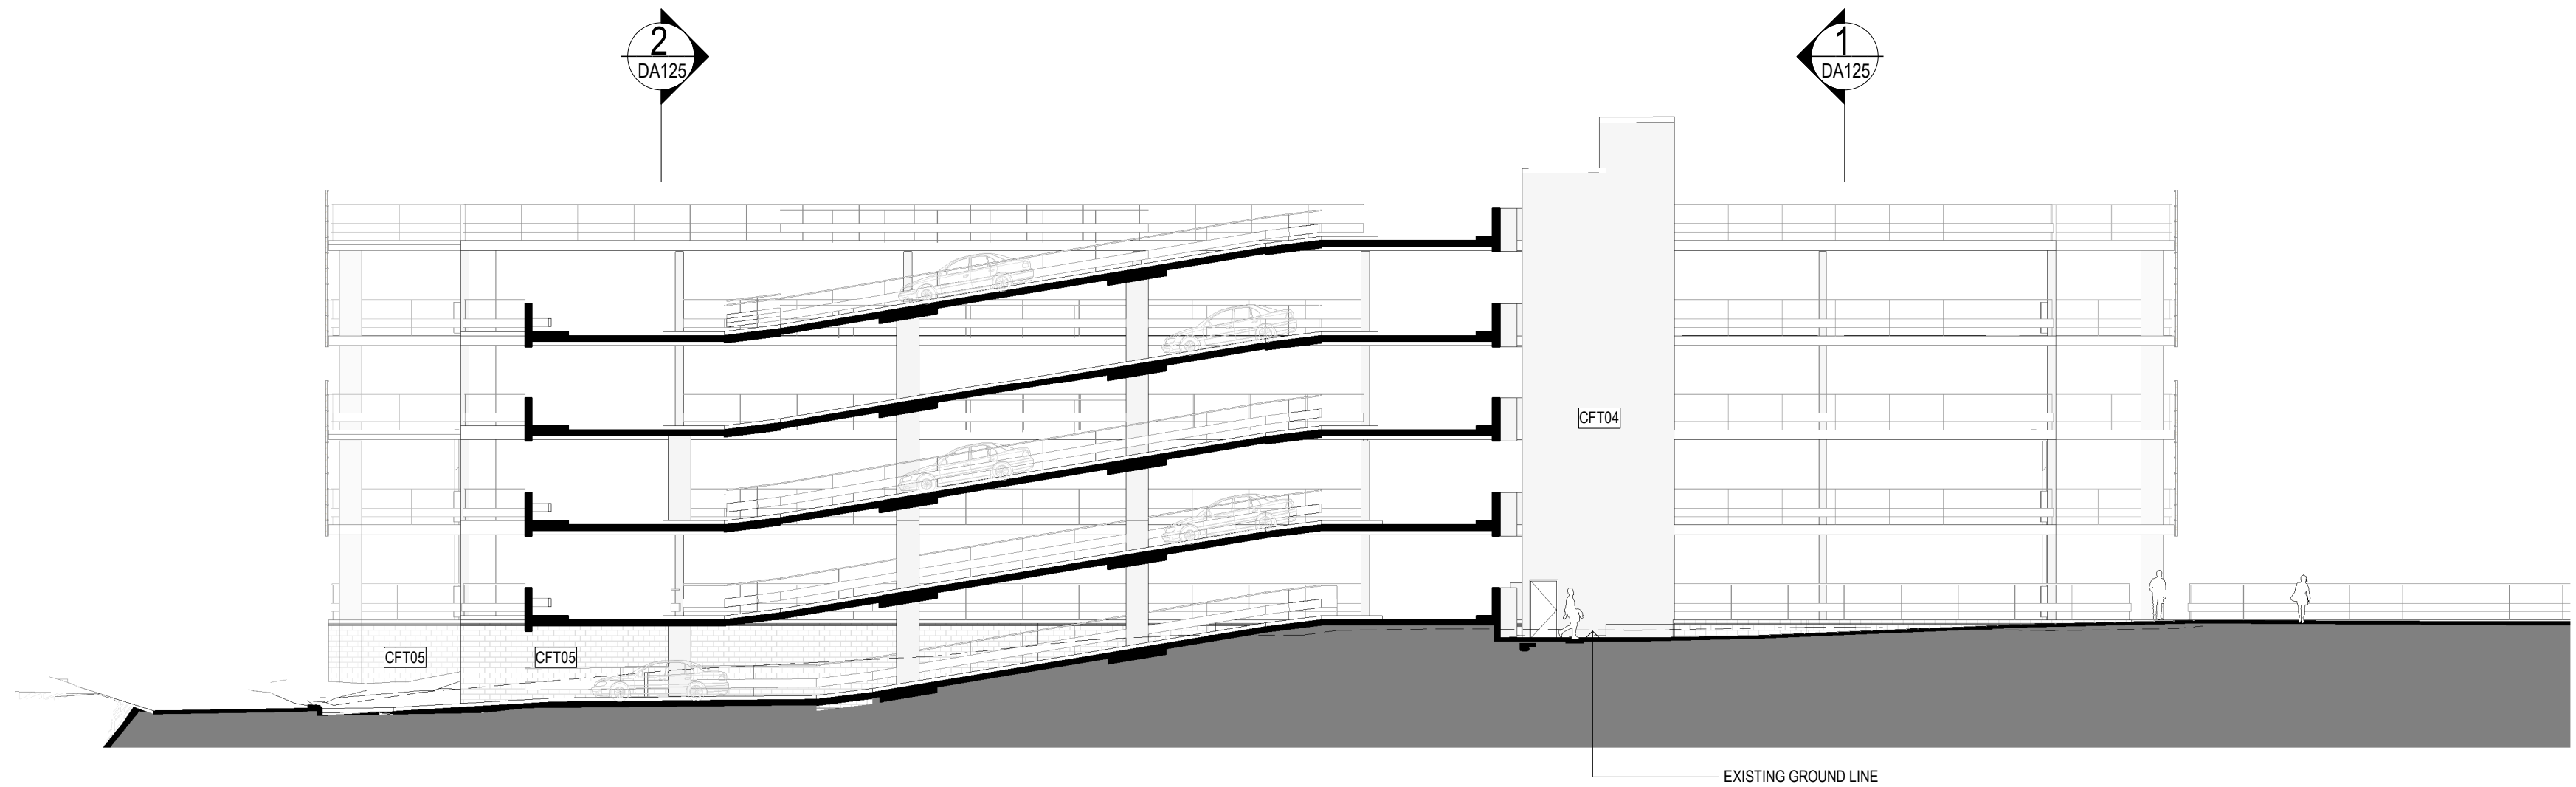 2
DA125
1
DA125
CFT04
CFT05
CFT05
EXISTING GROUND LINE